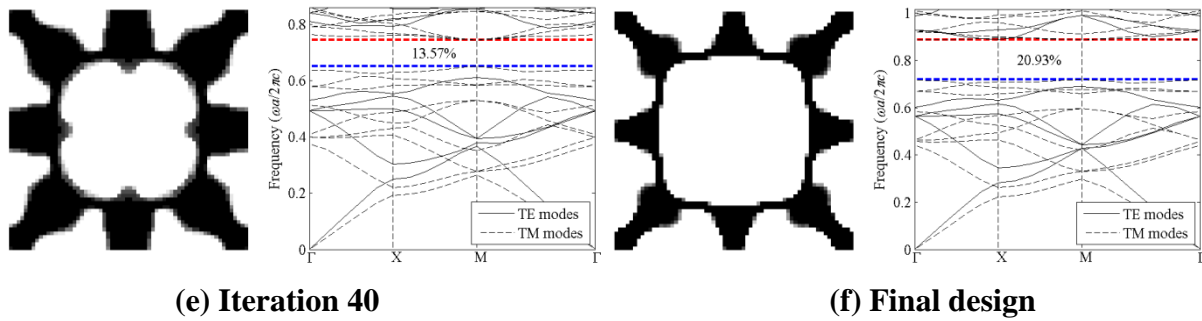 0.8
0.6
0.4
0.2
0
Frequency (ωa/2πc)
13.57%
TE modes
TM modes
Γ X M Γ
1
0.8
0.6
0.4
0.2
0
Frequency (ωa/2πc)
20.93%
TE modes
TM modes
Γ X M Γ
(e) Iteration 40
(f) Final design